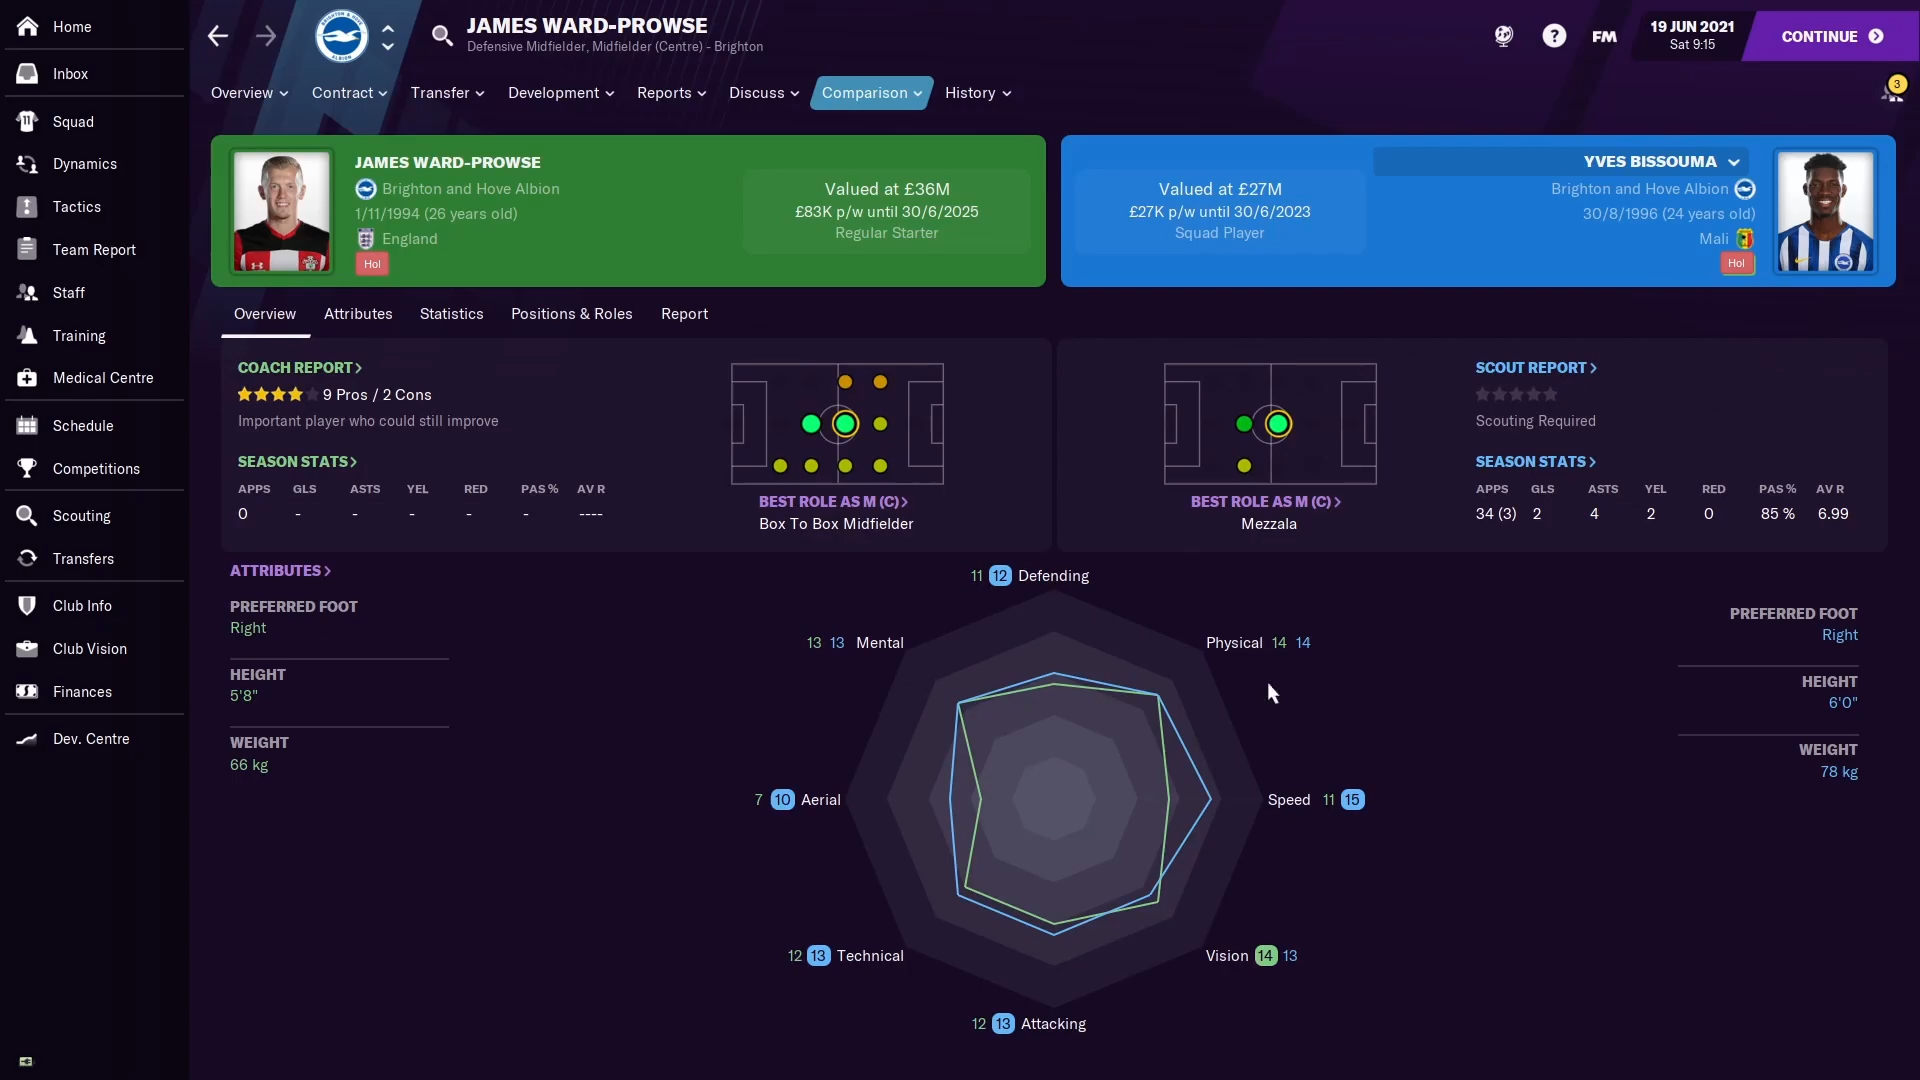 Home
Inbox
Squad
Dynamics
Tactics
Team Report
Staff
Training
Medical Centre
Schedule
Competitions
Scouting
Transfers
Club Info
Club Vision
Finances
Dev. Centre
JAMES WARD-PROWSE
Defensive Midfielder, Midfielder (Centre) - Brighton
FM
19 JUN 2021
Sat 9:15
CONTINUE
3
Overview Contract Transfer Development Reports Discuss Comparison History
JAMES WARD-PROWSE
Brighton and Hove Albion
1/11/1994 (26 years old)
England
Hol
Valued at £36M
£83K p/w until 30/6/2025
Regular Starter
Valued at £27M
£27K p/w until 30/6/2023
Squad Player
YVES BISSOUMA
Brighton and Hove Albion
30/8/1996 (24 years old)
Mali
Hol
Overview Attributes Statistics Positions & Roles Report
COACH REPORT
9 Pros / 2 Cons
Important player who could still improve
SEASON STATS
APPS GLS ASTS YEL RED PAS % AV R
0 - - - - - ----
BEST ROLE AS M (C)
Box To Box Midfielder
BEST ROLE AS M (C)
Mezzala
SCOUT REPORT
Scouting Required
SEASON STATS
APPS GLS ASTS YEL RED PAS % AV R
34 (3) 2 4 2 0 85 % 6.99
ATTRIBUTES
PREFERRED FOOT
Right
HEIGHT
5'8"
WEIGHT
66 kg
11 12 Defending
13 13 Mental
Physical 14 14
7 10 Aerial
Speed 11 15
12 13 Technical
Vision 14 13
12 13 Attacking
PREFERRED FOOT
Right
HEIGHT
6'0"
WEIGHT
78 kg